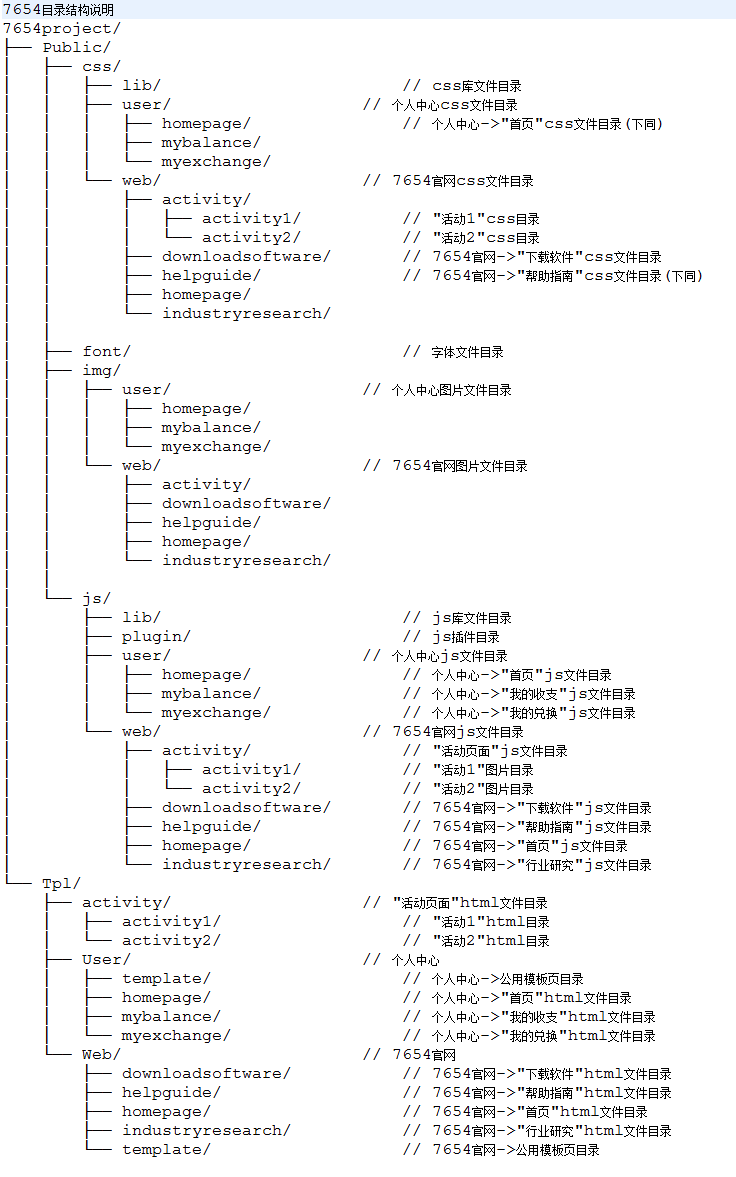 7654目录结构说明
7654project/
├── Public/
│   ├── css/
│   │   ├── lib/                        // css库文件目录
│   │   ├── user/                   // 个人中心css文件目录
│   │   │   ├── homepage/               // 个人中心->"首页"css文件目录(下同)
│   │   │   ├── mybalance/
│   │   │   └── myexchange/
│   │   └── web/                    // 7654官网css文件目录
│   │       ├── activity/
│   │       │   ├── activity1/          // "活动1"css目录
│   │       │   └── activity2/          // "活动2"css目录
│   │       ├── downloadsoftware/       // 7654官网->"下载软件"css文件目录
│   │       ├── helpguide/              // 7654官网->"帮助指南"css文件目录(下同)
│   │       ├── homepage/
│   │       └── industryresearch/
│   │
│   ├── font/                           // 字体文件目录
│   ├── img/
│   │   ├── user/                   // 个人中心图片文件目录
│   │   │   ├── homepage/
│   │   │   ├── mybalance/
│   │   │   └── myexchange/
│   │   └── web/                    // 7654官网图片文件目录
│   │       ├── activity/
│   │       ├── downloadsoftware/
│   │       ├── helpguide/
│   │       ├── homepage/
│   │       └── industryresearch/
│   │
│   └── js/
│       ├── lib/                        // js库文件目录
│       ├── plugin/                     // js插件目录
│       ├── user/                   // 个人中心js文件目录
│       │   ├── homepage/               // 个人中心->"首页"js文件目录
│       │   ├── mybalance/              // 个人中心->"我的收支"js文件目录
│       │   └── myexchange/             // 个人中心->"我的兑换"js文件目录
│       └── web/                    // 7654官网js文件目录
│           ├── activity/               // "活动页面"js文件目录
│           │   ├── activity1/          // "活动1"图片目录
│           │   └── activity2/          // "活动2"图片目录
│           ├── downloadsoftware/       // 7654官网->"下载软件"js文件目录
│           ├── helpguide/              // 7654官网->"帮助指南"js文件目录
│           ├── homepage/               // 7654官网->"首页"js文件目录
│           └── industryresearch/       // 7654官网->"行业研究"js文件目录
└── Tpl/
    ├── activity/                   // "活动页面"html文件目录
    │   ├── activity1/                  // "活动1"html目录
    │   └── activity2/                  // "活动2"html目录
    ├── User/                       // 个人中心
    │   ├── template/                   // 个人中心->公用模板页目录
    │   ├── homepage/                   // 个人中心->"首页"html文件目录
    │   ├── mybalance/                  // 个人中心->"我的收支"html文件目录
    │   └── myexchange/                 // 个人中心->"我的兑换"html文件目录
    └── Web/                        // 7654官网
        ├── downloadsoftware/           // 7654官网->"下载软件"html文件目录
        ├── helpguide/                  // 7654官网->"帮助指南"html文件目录
        ├── homepage/                   // 7654官网->"首页"html文件目录
        ├── industryresearch/           // 7654官网->"行业研究"html文件目录
        └── template/                   // 7654官网->公用模板页目录